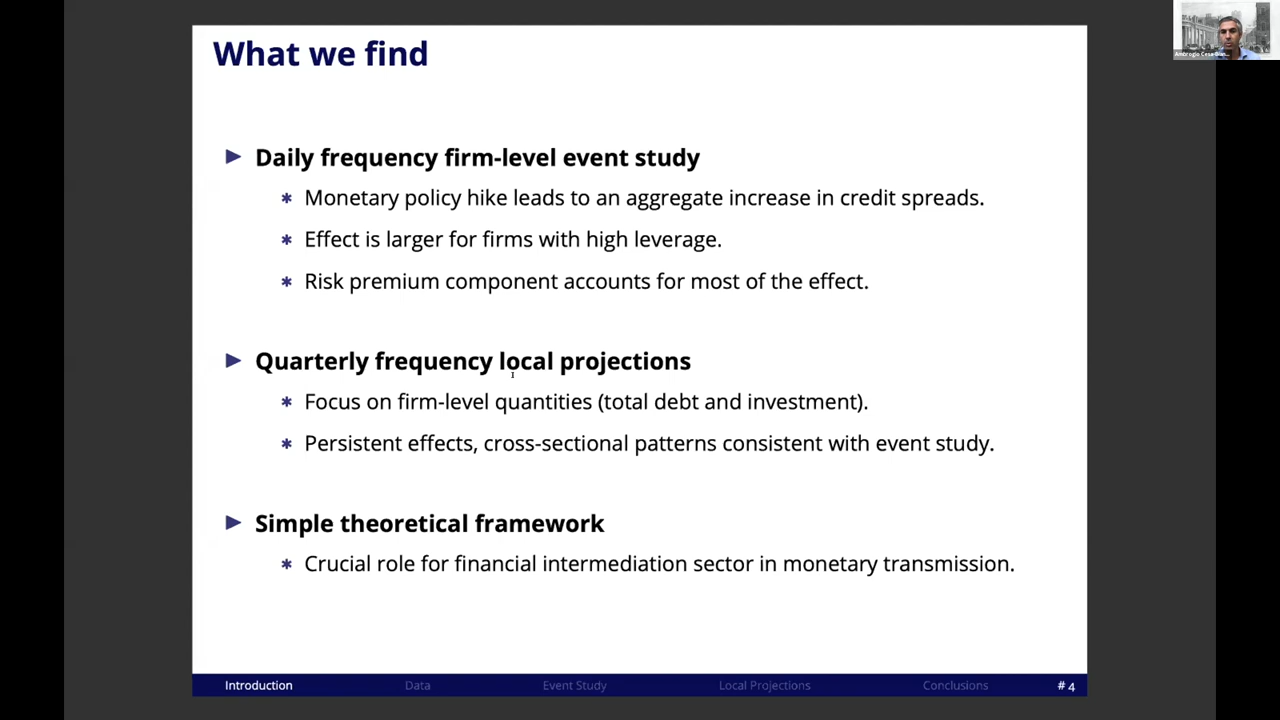 What we find
Ambrogio Cesa-Bian...
Daily frequency firm-level event study
Monetary policy hike leads to an aggregate increase in credit spreads.
Effect is larger for firms with high leverage.
Risk premium component accounts for most of the effect.
Quarterly frequency local projections
Focus on firm-level quantities (total debt and investment).
Persistent effects, cross-sectional patterns consistent with event study.
Simple theoretical framework
Crucial role for financial intermediation sector in monetary transmission.
Introduction Data Event Study Local Projections Conclusions # 4